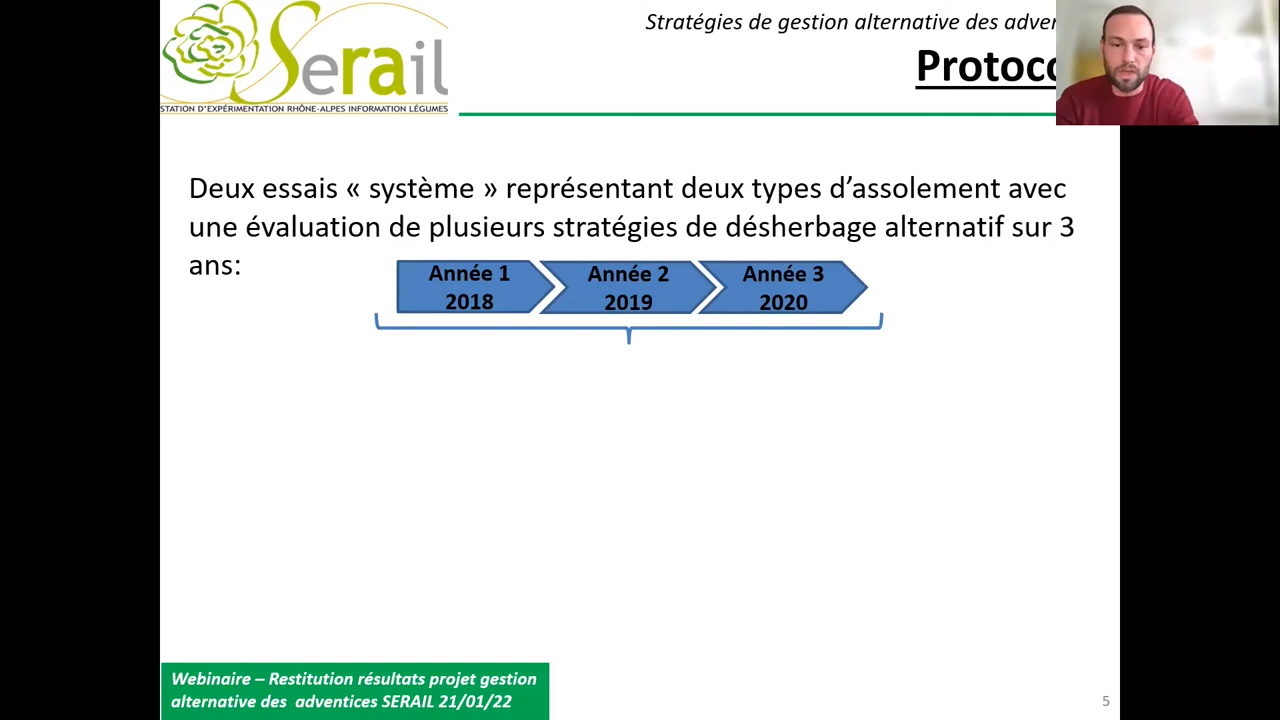 Serail
STATION D'EXPÉRIMENTATION RHÔNE-ALPES INFORMATION LÉGUMES
Stratégies de gestion alternative des
Deux essais « système » représentant deux types d’assolement avec
une évaluation de plusieurs stratégies de désherbage alternatif sur 3
ans:
Année 1
2018
Année 2
2019
Année 3
2020
Webinaire – Restitution résultats projet gestion
alternative des adventices SERAIL 21/01/22
5